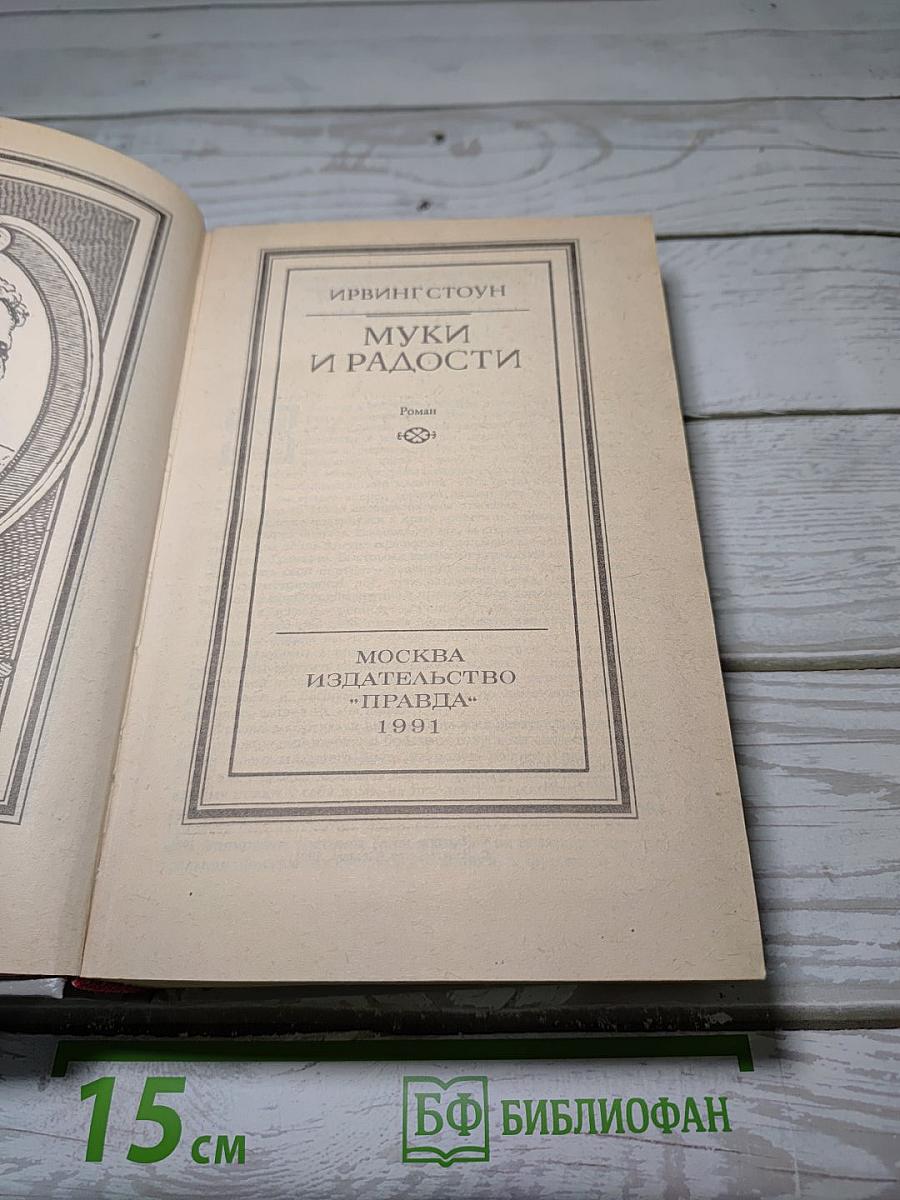 ИРВИНГ СТОУН
МУКИ
И РАДОСТИ
Роман
МОСКВА
ИЗДАТЕЛЬСТВО
"ПРАВДА"
1991
15 см
БФ БИБЛИОФАН